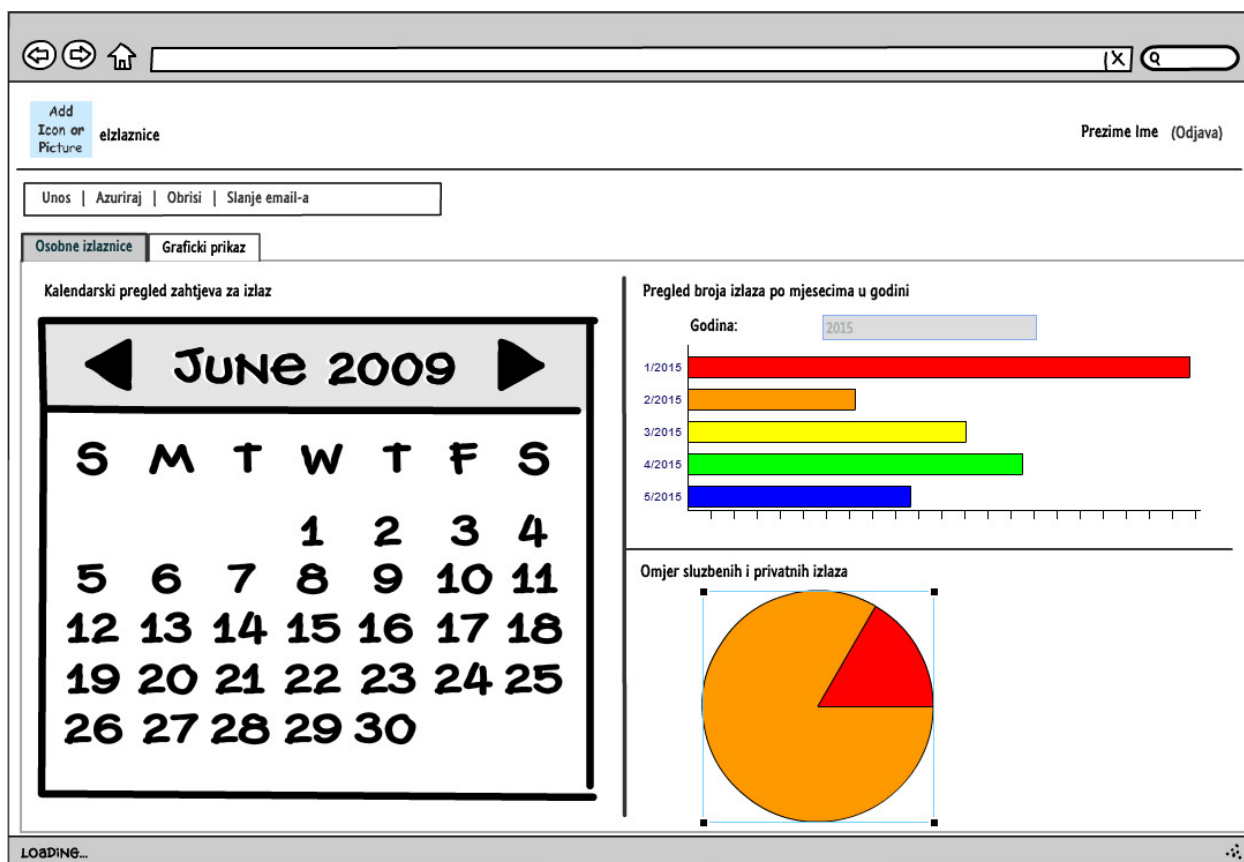 Add
Icon or
Picture
eIzlaznice
Prezime Ime (Odjava)
Unos | Azuriraj | Obrisi | Slanje email-a
Osobne izlaznice
Graficki prikaz
Kalendarski pregled zahtjeva za izlaz
JUNE 2009
S M T W T F S
1 2 3 4
5 6 7 8 9 10 11
12 13 14 15 16 17 18
19 20 21 22 23 24 25
26 27 28 29 30
Pregled broja izlaza po mjesecima u godini
Godina: 2015
1/2015
2/2015
3/2015
4/2015
5/2015
Omjer sluzbenih i privatnih izlaza
LOADING...